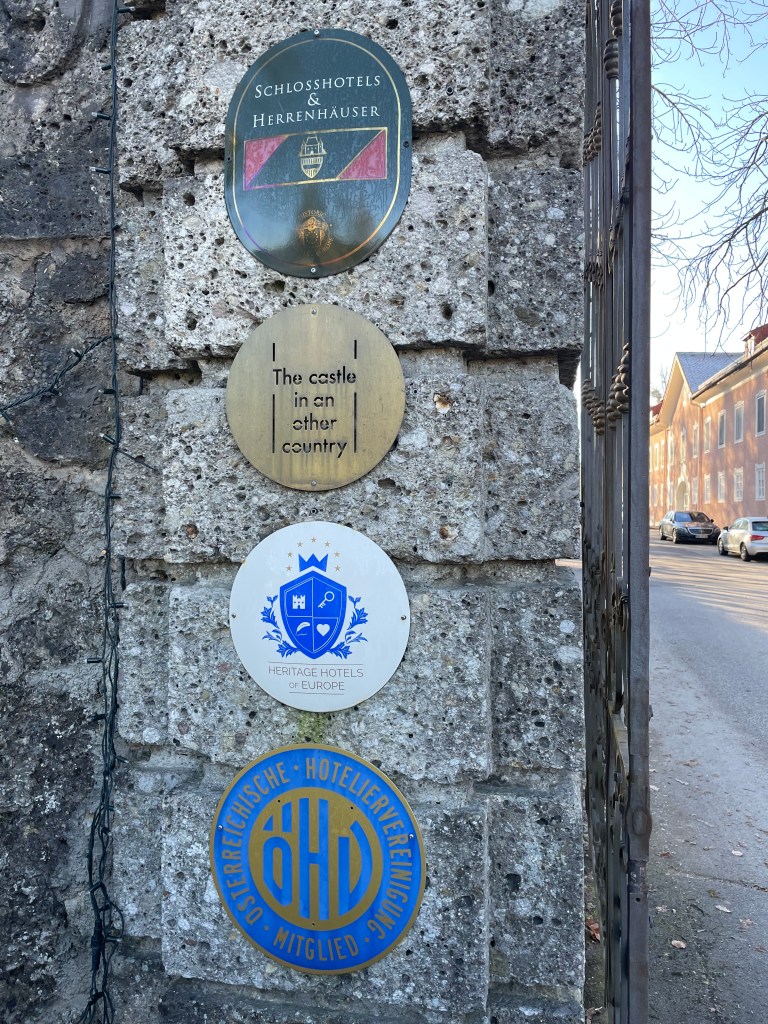 SCHLOSSHOTELS
&
HERRENHÄUSER
The castle
in an
other
country
HERITAGE HOTELS
OF EUROPE
ÖSTERREICHISCHE · HOTELIERVEREINIGUNG
· MITGLIED ·
ÖHV